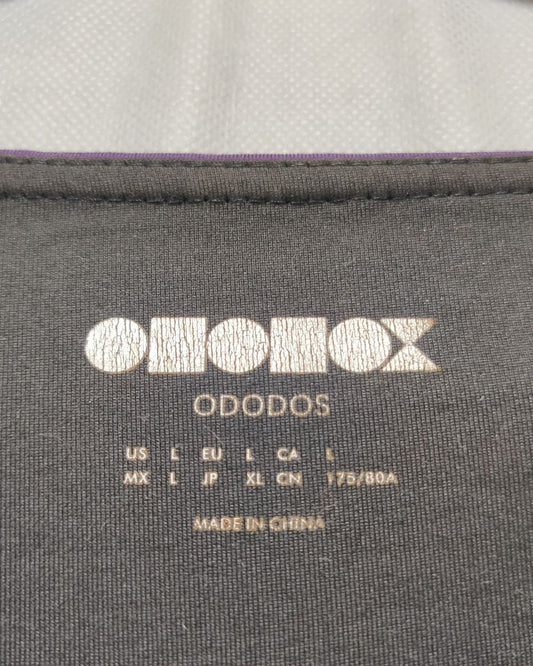 ODODOS
US L EU L CA L
MX L JP XL CN 175/80A
MADE IN CHINA